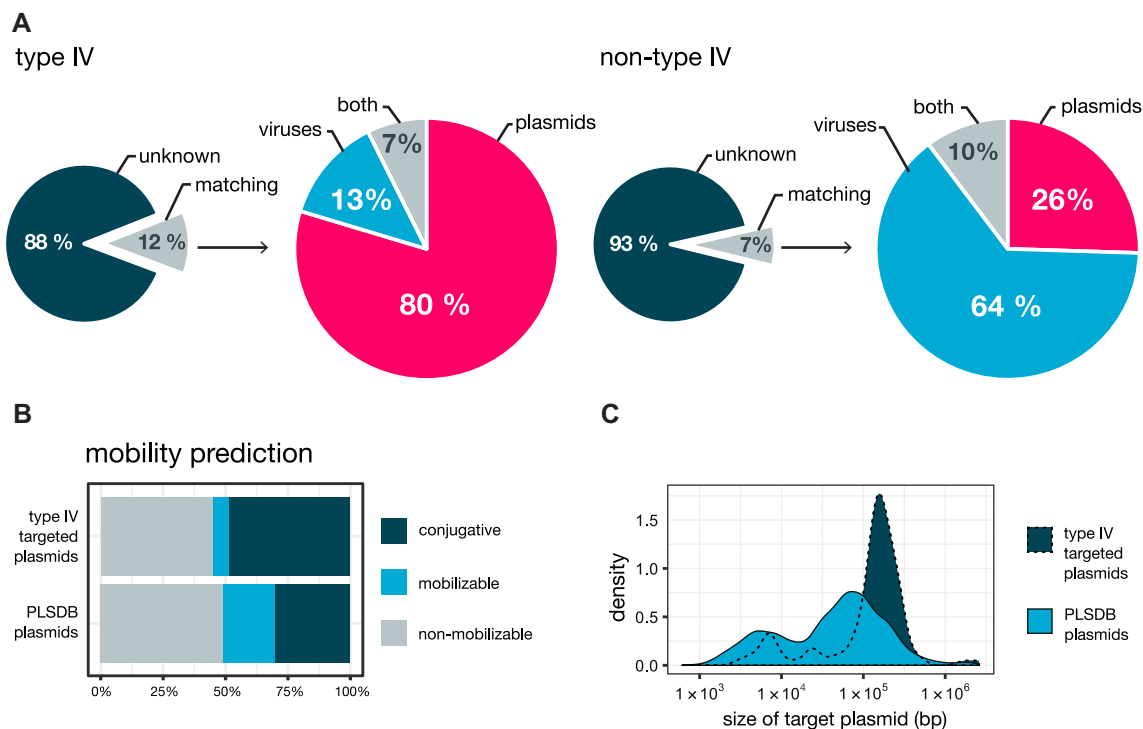 A
type IV
non-type IV
both
plasmids
viruses
unknown
matching
7%
13%
88 %
12 %
80 %
both
plasmids
viruses
unknown
matching
10%
26%
93 %
7%
64 %
B
mobility prediction
type IV
targeted
plasmids
PLSDB
plasmids
0%
25%
50%
75%
100%
conjugative
mobilizable
non-mobilizable
C
density
1.5
1.0
0.5
0.0
1 × 10³
1 × 10⁴
1 × 10⁵
1 × 10⁶
size of target plasmid (bp)
type IV
targeted
plasmids
PLSDB
plasmids